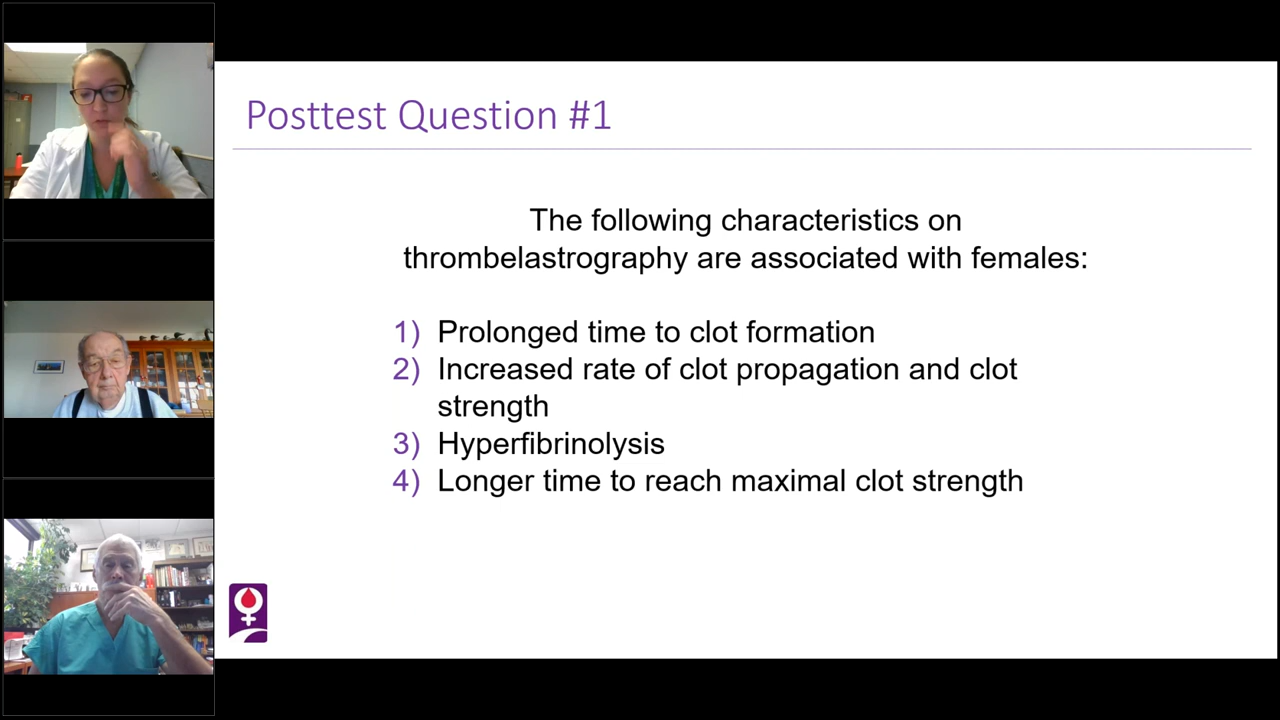 Posttest Question #1
The following characteristics on
thrombelastrography are associated with females:
1) Prolonged time to clot formation
2) Increased rate of clot propagation and clot
strength
3) Hyperfibrinolysis
4) Longer time to reach maximal clot strength